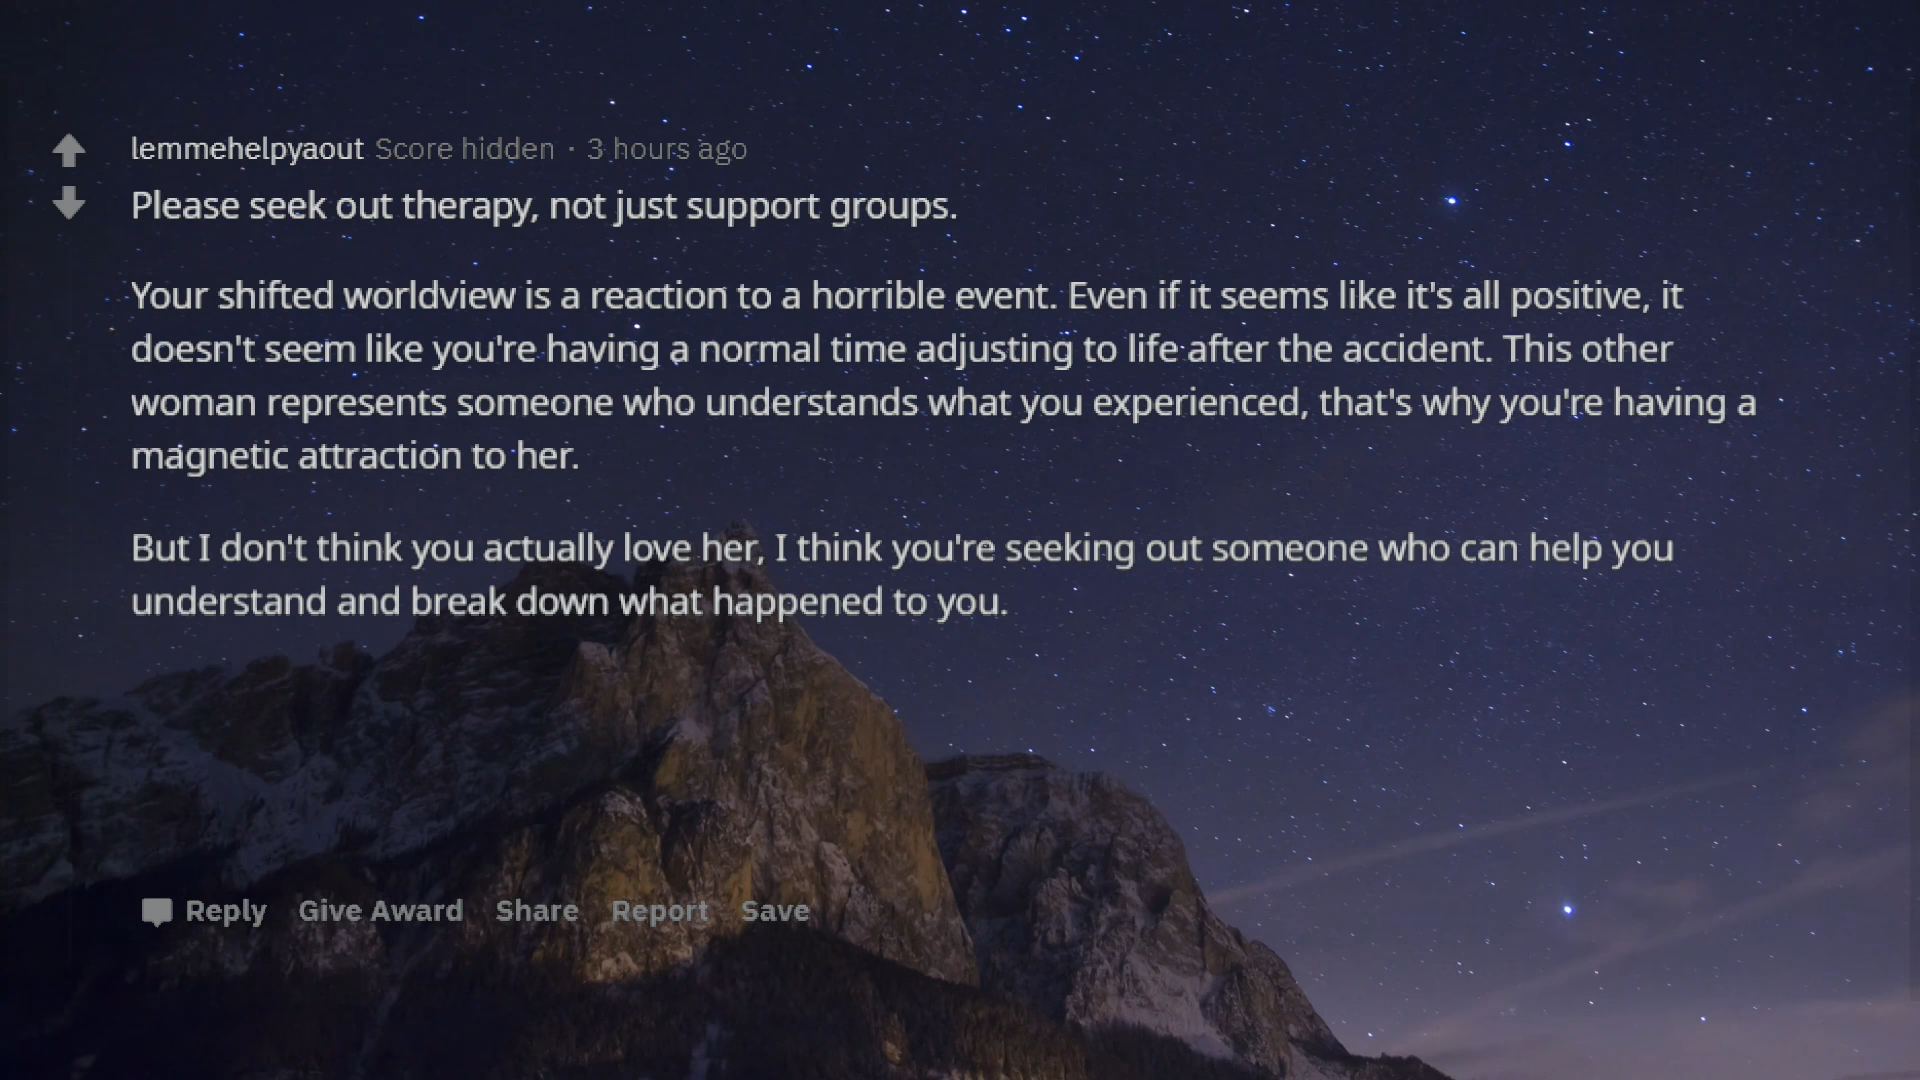 lemmehelpyaout Score hidden · 3 hours ago
Please seek out therapy, not just support groups.
Your shifted worldview is a reaction to a horrible event. Even if it seems like it's all positive, it
doesn't seem like you're having a normal time adjusting to life after the accident. This other
woman represents someone who understands what you experienced, that's why you're having a
magnetic attraction to her.
But I don't think you actually love her, I think you're seeking out someone who can help you
understand and break down what happened to you.
Reply Give Award Share Report Save